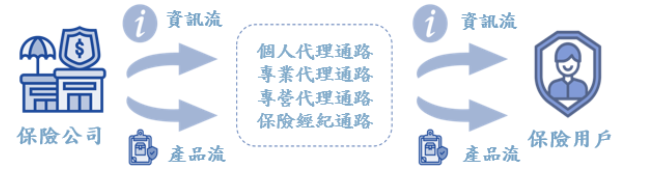 資訊流
資訊流
個人代理通路
專業代理通路
專營代理通路
保險經紀通路
保險公司
保險用戶
產品流
產品流